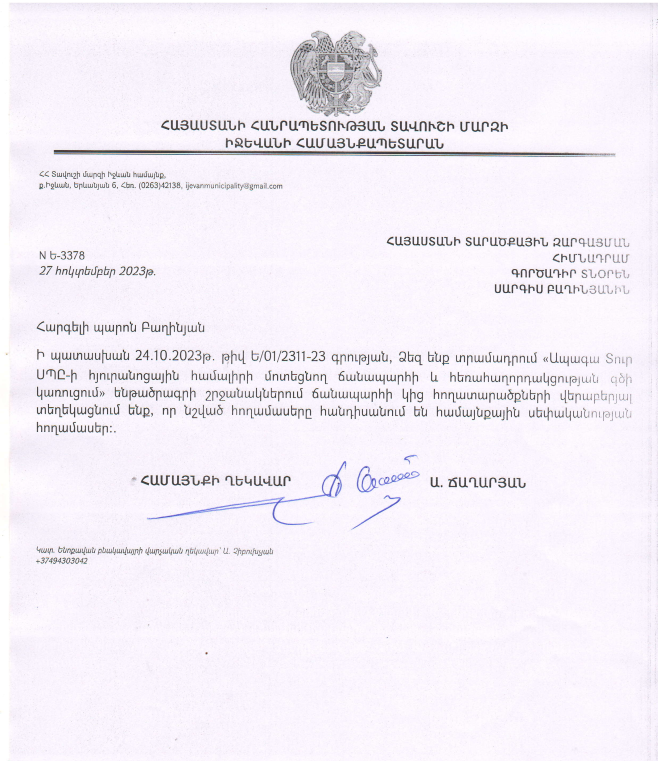 ՀԱՅԱՍՏԱՆԻ ՀԱՆՐԱՊԵՏՈՒԹՅԱՆ ՏԱՎՈՒՇԻ ՄԱՐԶԻ
ԻՋԵՎԱՆԻ ՀԱՄԱՅՆՔԱՊԵՏԱՐԱՆ
ՀՀ Տավուշի մարզի Իջևան համայնք,
ք.Իջևան, Երևանյան 6, Հեռ. (0263)42138, ijevanmunicipality@gmail.com
ՀԱՅԱՍՏԱՆԻ ՏԱՐԱԾՔԱՅԻՆ ԶԱՐԳԱՑՄԱՆ
ՀԻՄՆԱԴՐԱՄ
ԳՈՐԾԱԴԻՐ ՏՆՕՐԵՆ
ՍԱՐԳԻՍ ԲԱՂԻՆՅԱՆԻՆ
N Ե-3378
27 հոկտեմբեր 2023թ.
Հարգելի պարոն Բաղինյան
Ի պատասխան 24.10.2023թ. թիվ Ե/01/2311-23 գրության, Ձեզ ենք տրամադրում «Ապագա Տուր
ՍՊԸ-ի հյուրանոցային համալիրի մոտեցնող ճանապարհի և հեռահաղորդակցության գծի
կառուցում» ենթածրագրի շրջանակներում ճանապարհի կից հողատարածքների վերաբերյալ
տեղեկացնում ենք, որ նշված հողամասերը հանդիսանում են համայնքային սեփականության
հողամասեր:.
ՀԱՄԱՅՆՔԻ ՂԵԿԱՎԱՐ Ա. ՃԱՂԱՐՅԱՆ
Կատ. Ենոքավան բնակավայրի վարչական ղեկավար՝ Ա. Չիբուխչյան
+37494303042